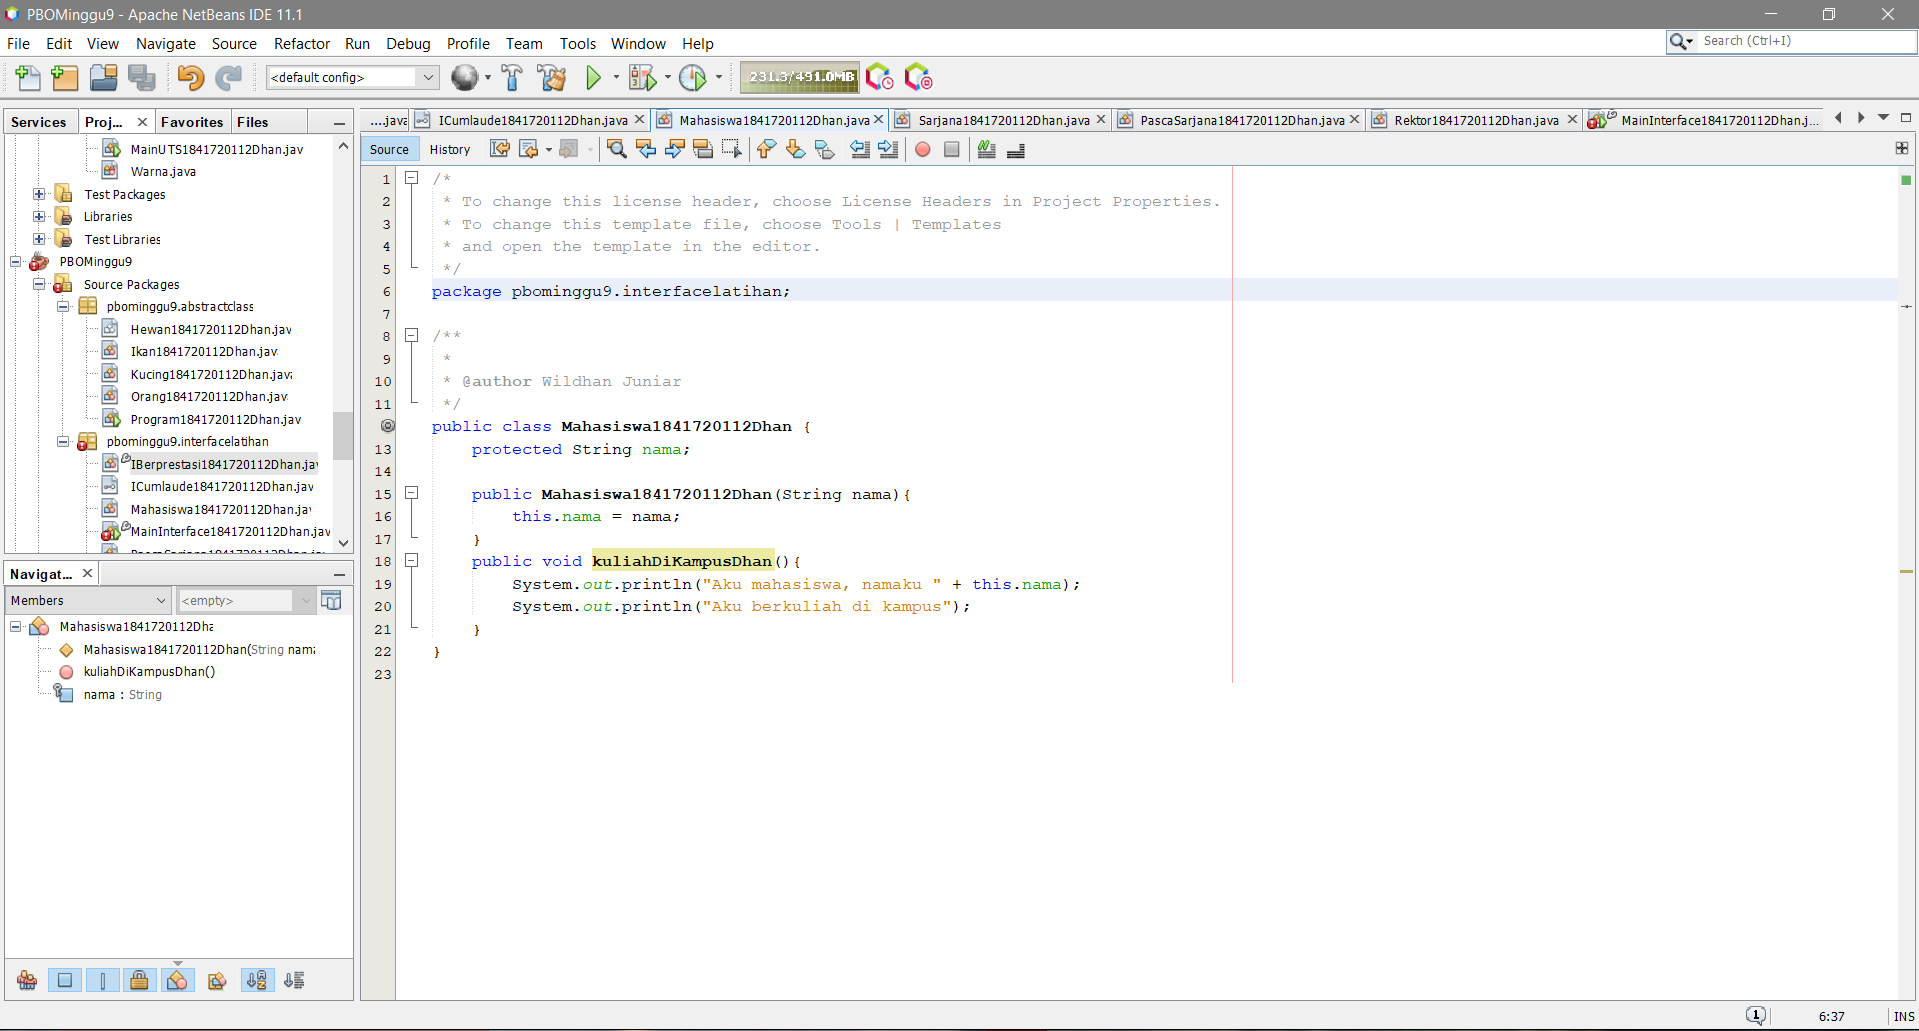 PBOMinggu9 - Apache NetBeans IDE 11.1
File Edit View Navigate Source Refactor Run Debug Profile Team Tools Window Help
Search (Ctrl+I)
<default config>
231.3/491.0MB
Services Proj... Favorites Files
MainUTS1841720112Dhan.jav
Warna.java
Test Packages
Libraries
Test Libraries
PBOMinggu9
Source Packages
pbominggu9.abstractclass
Hewan1841720112Dhan.jav
Ikan1841720112Dhan.jav
Kucing1841720112Dhan.java
Orang1841720112Dhan.jav
Program1841720112Dhan.jav
pbominggu9.interfacelatihan
IBerprestasi1841720112Dhan.jav
ICumlaude1841720112Dhan.jav
Mahasiswa1841720112Dhan.jav
MainInterface1841720112Dhan.jav
Navigat...
Members
<empty>
Mahasiswa1841720112Dha
Mahasiswa1841720112Dhan(String nama
kuliahDiKampusDhan()
nama : String
....java ICumlaude1841720112Dhan.java Mahasiswa1841720112Dhan.java Sarjana1841720112Dhan.java PascaSarjana1841720112Dhan.java Rektor1841720112Dhan.java MainInterface1841720112Dhan.j...
Source History
1 /*
2 * To change this license header, choose License Headers in Project Properties.
3 * To change this template file, choose Tools | Templates
4 * and open the template in the editor.
5 */
6 package pbominggu9.interfacelatihan;
7
8 /**
9 *
10 * @author Wildhan Juniar
11 */
public class Mahasiswa1841720112Dhan {
13 protected String nama;
14
15 public Mahasiswa1841720112Dhan(String nama){
16 this.nama = nama;
17 }
18 public void kuliahDiKampusDhan(){
19 System.out.println("Aku mahasiswa, namaku " + this.nama);
20 System.out.println("Aku berkuliah di kampus");
21 }
22 }
23
1
6:37
INS